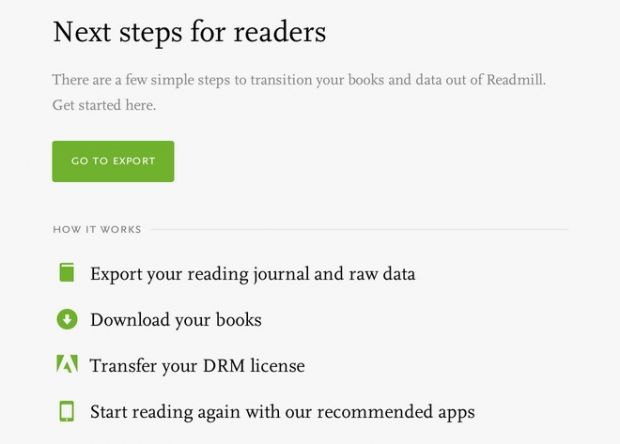 Next steps for readers
There are a few simple steps to transition your books and data out of Readmill.
Get started here.
GO TO EXPORT
HOW IT WORKS
Export your reading journal and raw data
Download your books
Transfer your DRM license
Start reading again with our recommended apps